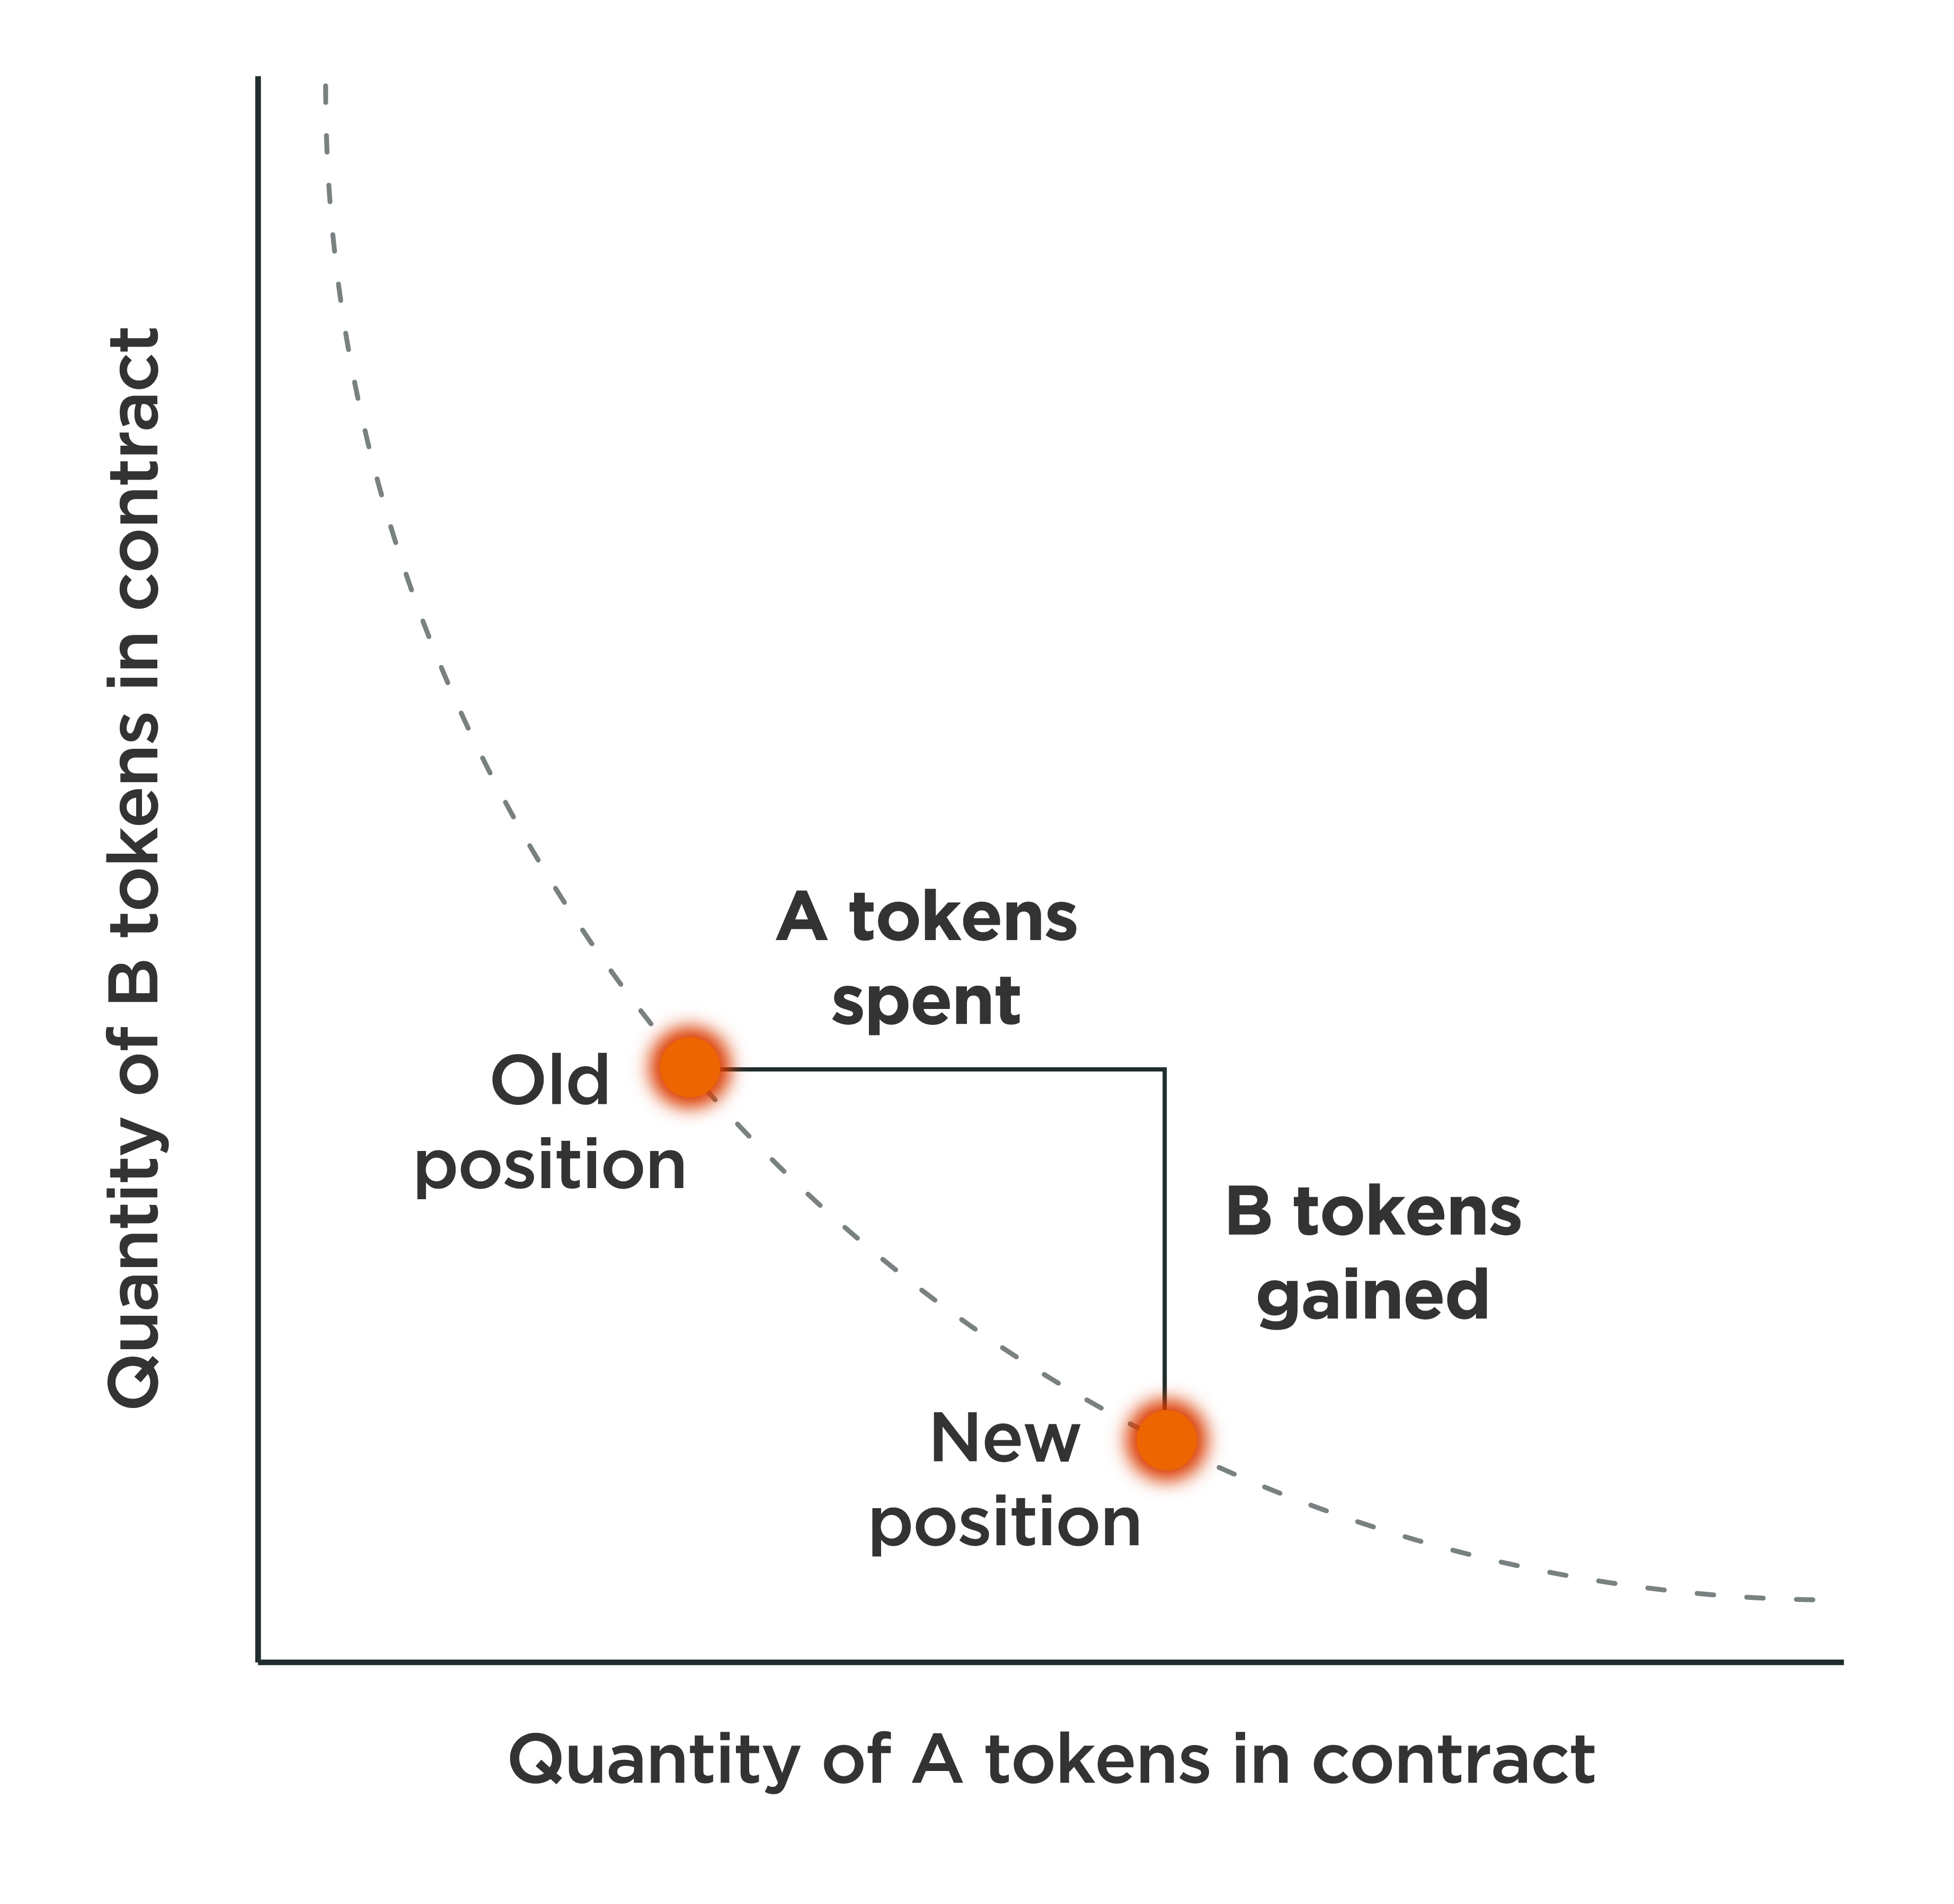 Quantity of B tokens in contract
A tokens
spent
Old
position
B tokens
gained
New
position
Quantity of A tokens in contract